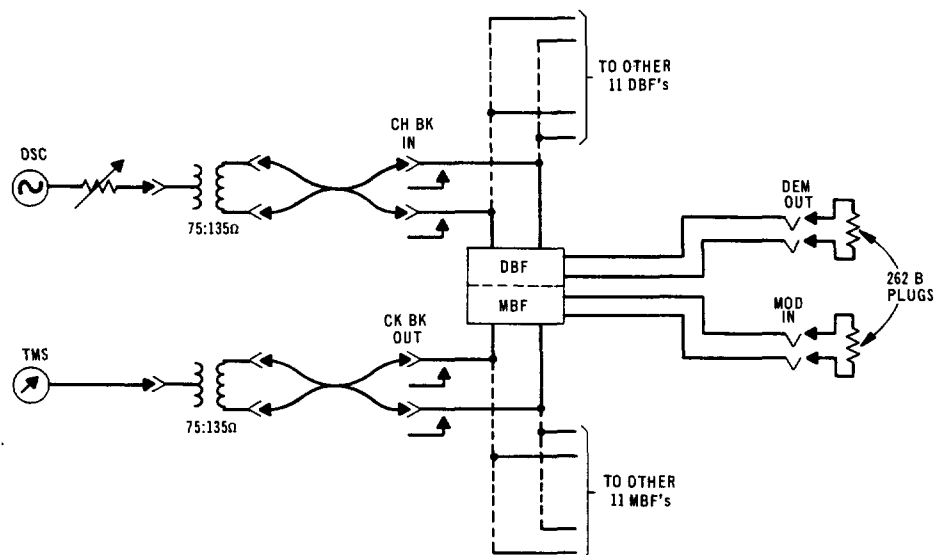 TO OTHER
11 DBF's
CH BK
IN
OSC
75:135Ω
DEM
OUT
DBF
MBF
262 B
PLUGS
MOD
IN
CK BK
OUT
TMS
75:135Ω
TO OTHER
11 MBF's